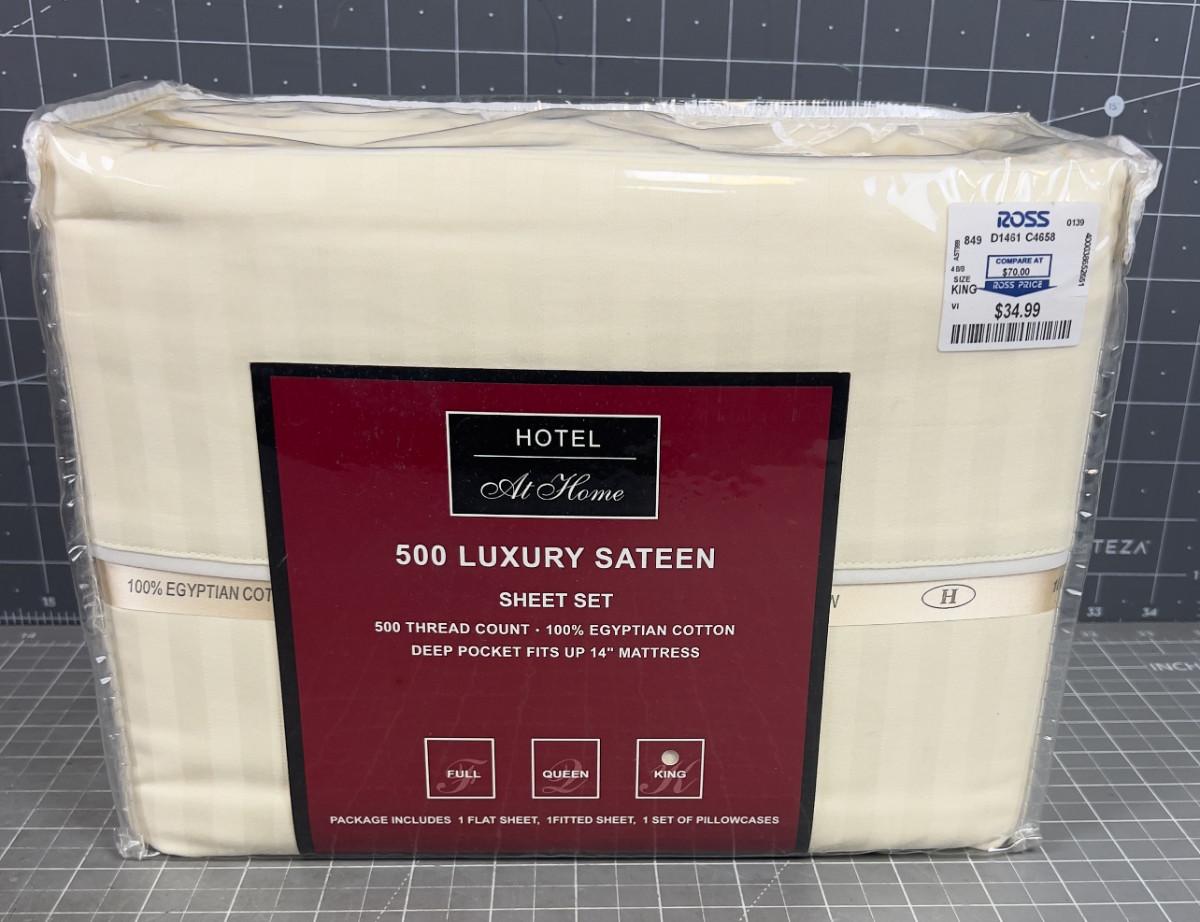 ROSS
0139
849 D1461 C4658
COMPARE AT
$70.00
SIZE
KING
ROSS PRICE
VI
$34.99
HOTEL
At Home
500 LUXURY SATEEN
SHEET SET
500 THREAD COUNT · 100% EGYPTIAN COTTON
DEEP POCKET FITS UP 14" MATTRESS
100% EGYPTIAN COT
H
F FULL
Q QUEEN
K KING
PACKAGE INCLUDES 1 FLAT SHEET, 1FITTED SHEET, 1 SET OF PILLOWCASES
TEZA
33 34
INCH
15